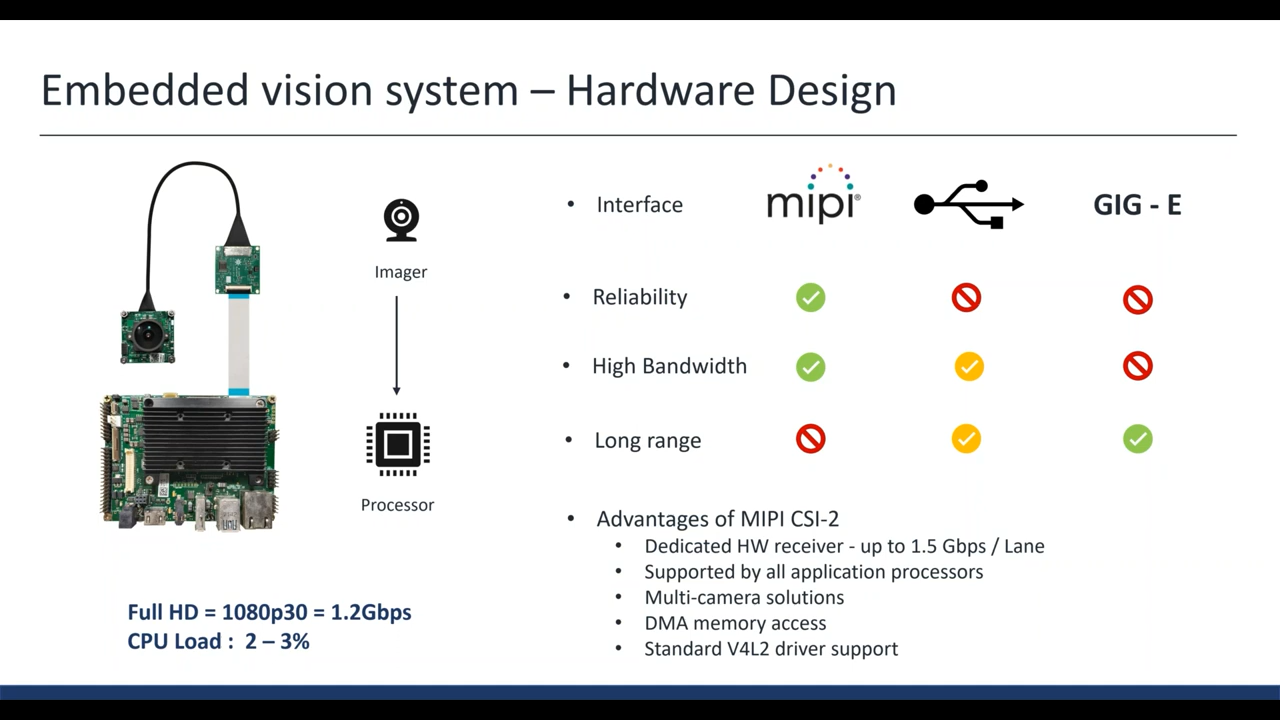 Embedded vision system – Hardware Design
Imager
Processor
Full HD = 1080p30 = 1.2Gbps
CPU Load : 2 – 3%
• Interface
mipi®
GIG - E
• Reliability
• High Bandwidth
• Long range
• Advantages of MIPI CSI-2
• Dedicated HW receiver - up to 1.5 Gbps / Lane
• Supported by all application processors
• Multi-camera solutions
• DMA memory access
• Standard V4L2 driver support